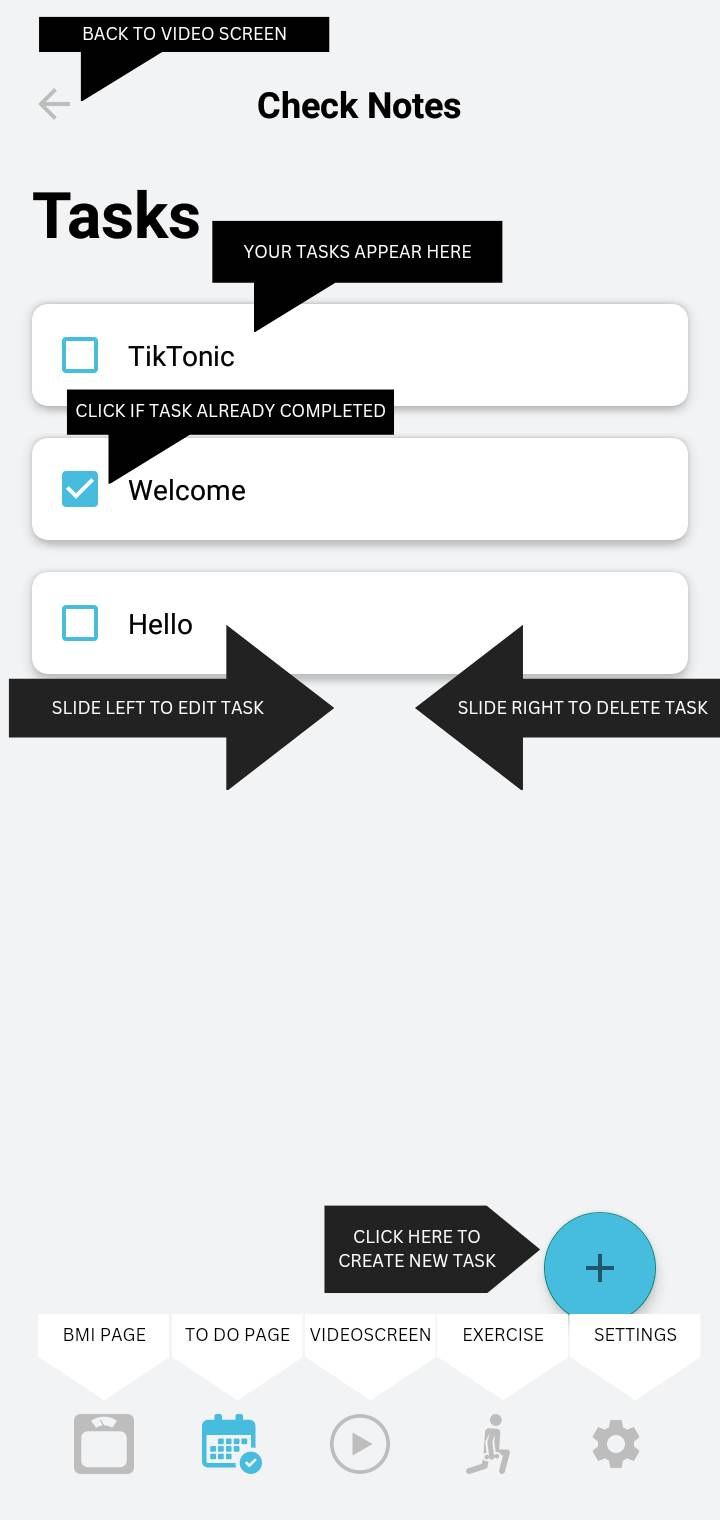 BACK TO VIDEO SCREEN
Check Notes
Tasks
YOUR TASKS APPEAR HERE
TikTonic
CLICK IF TASK ALREADY COMPLETED
Welcome
Hello
SLIDE LEFT TO EDIT TASK
SLIDE RIGHT TO DELETE TASK
CLICK HERE TO
CREATE NEW TASK
BMI PAGE
TO DO PAGE
VIDEOSCREEN
EXERCISE
SETTINGS